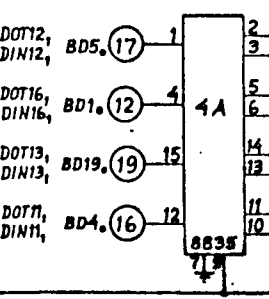 DOT12,
DIN12, BD5. 17 1 2
3
DOT16,
DIN16, BD1. 12 4 4A 5
6
DOT13,
DIN13, BD19. 19 15 14
13
DOT11,
DIN11, BD4. 16 12 11
10
8835
7 9